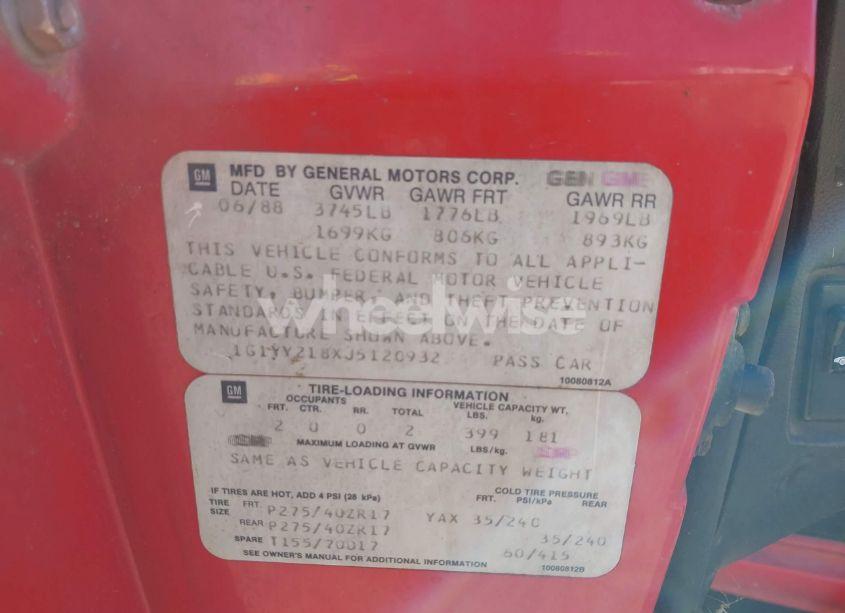 GM MFD BY GENERAL MOTORS CORP. GEN GME
DATE GVWR GAWR FRT GAWR RR
06/88 3745LB 1776LB 1969LB
1699KG 806KG 893KG
THIS VEHICLE CONFORMS TO ALL APPLI-
CABLE U.S. FEDERAL MOTOR VEHICLE
SAFETY, BUMPER, AND THEFT PREVENTION
STANDARDS IN EFFECT ON THE DATE OF
MANUFACTURE SHOWN ABOVE.
1G1YY218XJ5120932 PASS CAR
10080812A
wheelwise
GM TIRE-LOADING INFORMATION
OCCUPANTS VEHICLE CAPACITY WT.
FRT. CTR. RR. TOTAL LBS. kg.
2 0 0 2 399 181
MAXIMUM LOADING AT GVWR LBS/kg.
SAME AS VEHICLE CAPACITY WEIGHT
IF TIRES ARE HOT, ADD 4 PSI (28 kPa) COLD TIRE PRESSURE
TIRE SIZE FRT. FRT. PSI/kPa REAR
P275/40ZR17 YAX 35/240
REAR P275/40ZR17 35/240
SPARE T155/70D17 60/415
SEE OWNER'S MANUAL FOR ADDITIONAL INFORMATION 10080812B